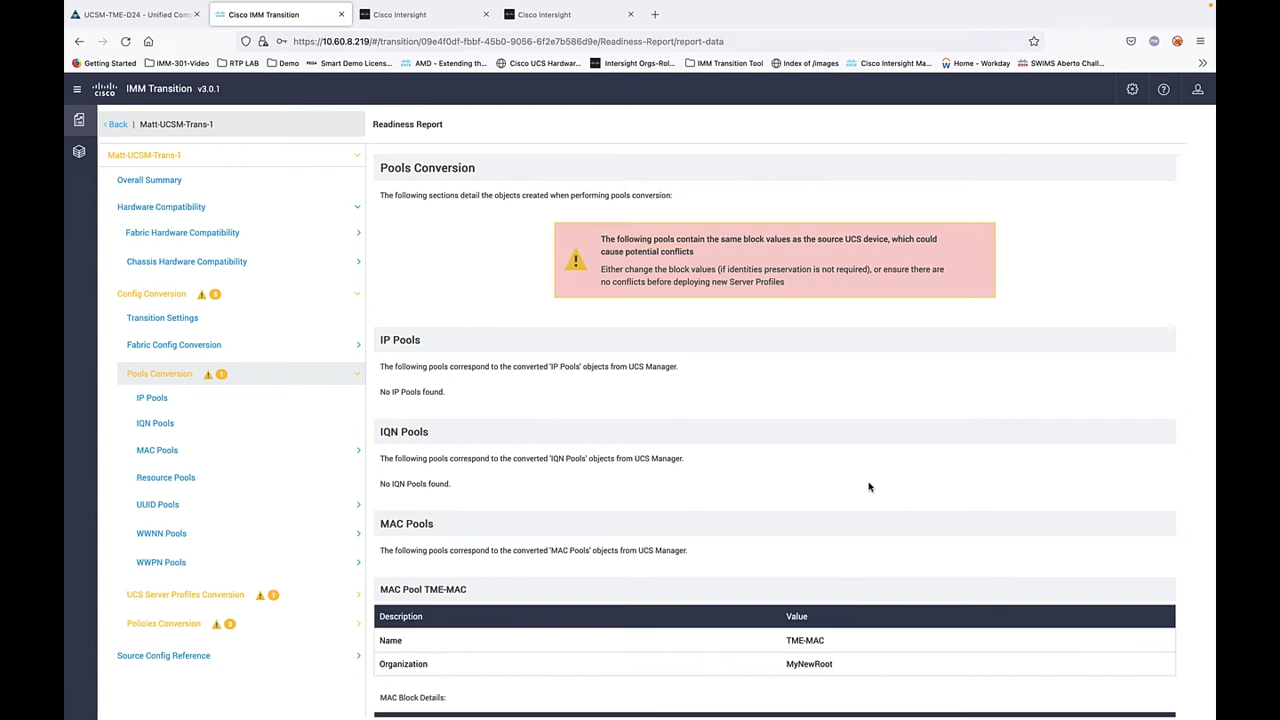 UCSM-TME-D24 - Unified Com
Cisco IMM Transition
Cisco Intersight
Cisco Intersight
https://10.60.8.219/#/transition/09e4f0df-fbbf-45b0-9056-6f2e7b586d9e/Readiness-Report/report-data
Getting Started
IMM-301-Video
RTP LAB
Demo
Smart Demo Licens...
AMD - Extending th...
Cisco UCS Hardwar...
Intersight Orgs-Rol...
IMM Transition Tool
Index of /images
Cisco Intersight Ma...
Home - Workday
SWIMS Aberto Chall...
CISCO
IMM Transition v3.0.1
Back | Matt-UCSM-Trans-1
Matt-UCSM-Trans-1
Overall Summary
Hardware Compatibility
Fabric Hardware Compatibility
Chassis Hardware Compatibility
Config Conversion
Transition Settings
Fabric Config Conversion
Pools Conversion 1
IP Pools
IQN Pools
MAC Pools
Resource Pools
UUID Pools
WWNN Pools
WWPN Pools
UCS Server Profiles Conversion 1
Policies Conversion 3
Source Config Reference
Readiness Report
Pools Conversion
The following sections detail the objects created when performing pools conversion:
The following pools contain the same block values as the source UCS device, which could
cause potential conflicts
Either change the block values (if identities preservation is not required), or ensure there are
no conflicts before deploying new Server Profiles
IP Pools
The following pools correspond to the converted 'IP Pools' objects from UCS Manager.
No IP Pools found.
IQN Pools
The following pools correspond to the converted 'IQN Pools' objects from UCS Manager.
No IQN Pools found.
MAC Pools
The following pools correspond to the converted 'MAC Pools' objects from UCS Manager.
MAC Pool TME-MAC
Description Value
Name TME-MAC
Organization MyNewRoot
MAC Block Details: